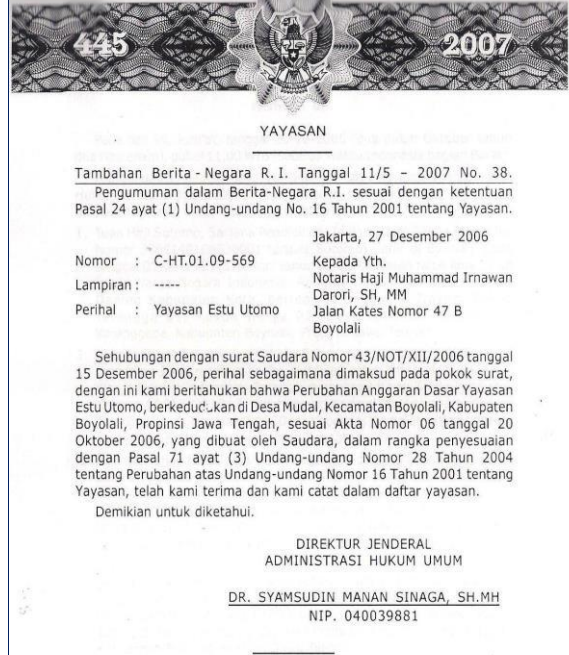 445 2007
YAYASAN
Tambahan Berita - Negara R. I. Tanggal 11/5 – 2007 No. 38.
Pengumuman dalam Berita-Negara R.I. sesuai dengan ketentuan
Pasal 24 ayat (1) Undang-undang No. 16 Tahun 2001 tentang Yayasan.
Jakarta, 27 Desember 2006
Nomor : C-HT.01.09-569
Lampiran : -----
Perihal : Yayasan Estu Utomo
Kepada Yth.
Notaris Haji Muhammad Irnawan
Darori, SH, MM
Jalan Kates Nomor 47 B
Boyolali
Sehubungan dengan surat Saudara Nomor 43/NOT/XII/2006 tanggal
15 Desember 2006, perihal sebagaimana dimaksud pada pokok surat,
dengan ini kami beritahukan bahwa Perubahan Anggaran Dasar Yayasan
Estu Utomo, berkedudukan di Desa Mudal, Kecamatan Boyolali, Kabupaten
Boyolali, Propinsi Jawa Tengah, sesuai Akta Nomor 06 tanggal 20
Oktober 2006, yang dibuat oleh Saudara, dalam rangka penyesuaian
dengan Pasal 71 ayat (3) Undang-undang Nomor 28 Tahun 2004
tentang Perubahan atas Undang-undang Nomor 16 Tahun 2001 tentang
Yayasan, telah kami terima dan kami catat dalam daftar yayasan.
Demikian untuk diketahui.
DIREKTUR JENDERAL
ADMINISTRASI HUKUM UMUM
DR. SYAMSUDIN MANAN SINAGA, SH.MH
NIP. 040039881